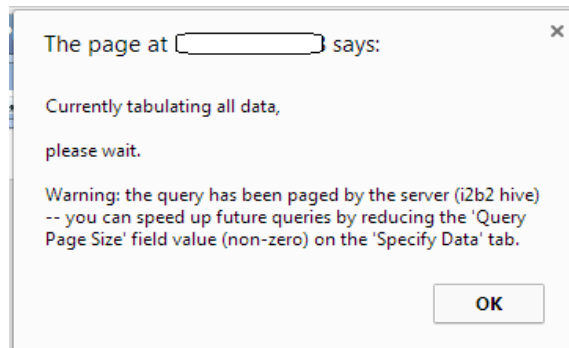 The page at says:
×
Currently tabulating all data,
please wait.
Warning: the query has been paged by the server (i2b2 hive)
-- you can speed up future queries by reducing the 'Query
Page Size' field value (non-zero) on the 'Specify Data' tab.
OK